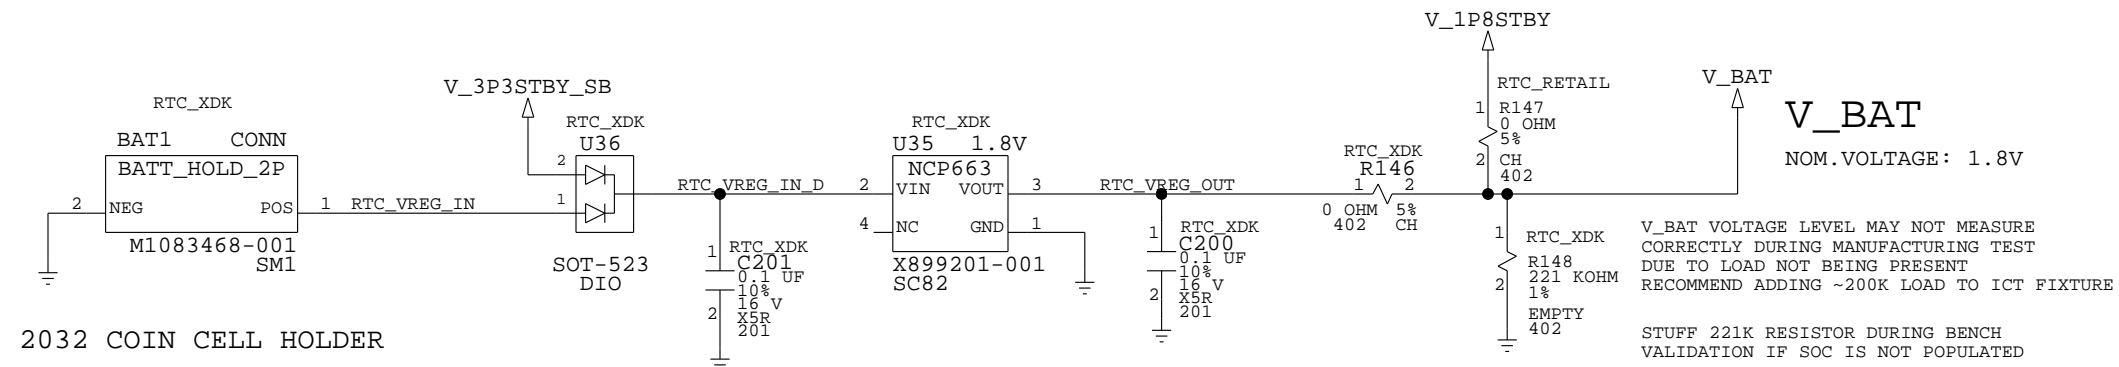 RTC_XDK
BAT1 CONN
BATT_HOLD_2P
2 NEG POS 1
M1083468-001
SM1
2032 COIN CELL HOLDER
RTC_VREG_IN
V_3P3STBY_SB
RTC_XDK
U36
2
1
SOT-523
DIO
RTC_VREG_IN_D
1
RTC_XDK
C201
0.1 UF
10%
16 V
2
X5R
201
RTC_XDK
U35 1.8V
NCP663
2 VIN VOUT 3
4 NC GND 1
X899201-001
SC82
RTC_VREG_OUT
1
RTC_XDK
C200
0.1 UF
10%
16 V
2
X5R
201
RTC_XDK
R146
1 2
0 OHM 5%
402 CH
V_1P8STBY
RTC_RETAIL
1 R147
0 OHM
5%
2 CH
402
1 RTC_XDK
R148
221 KOHM
2
1%
EMPTY
402
V_BAT
V_BAT
NOM.VOLTAGE: 1.8V
V_BAT VOLTAGE LEVEL MAY NOT MEASURE
CORRECTLY DURING MANUFACTURING TEST
DUE TO LOAD NOT BEING PRESENT
RECOMMEND ADDING ~200K LOAD TO ICT FIXTURE
STUFF 221K RESISTOR DURING BENCH
VALIDATION IF SOC IS NOT POPULATED